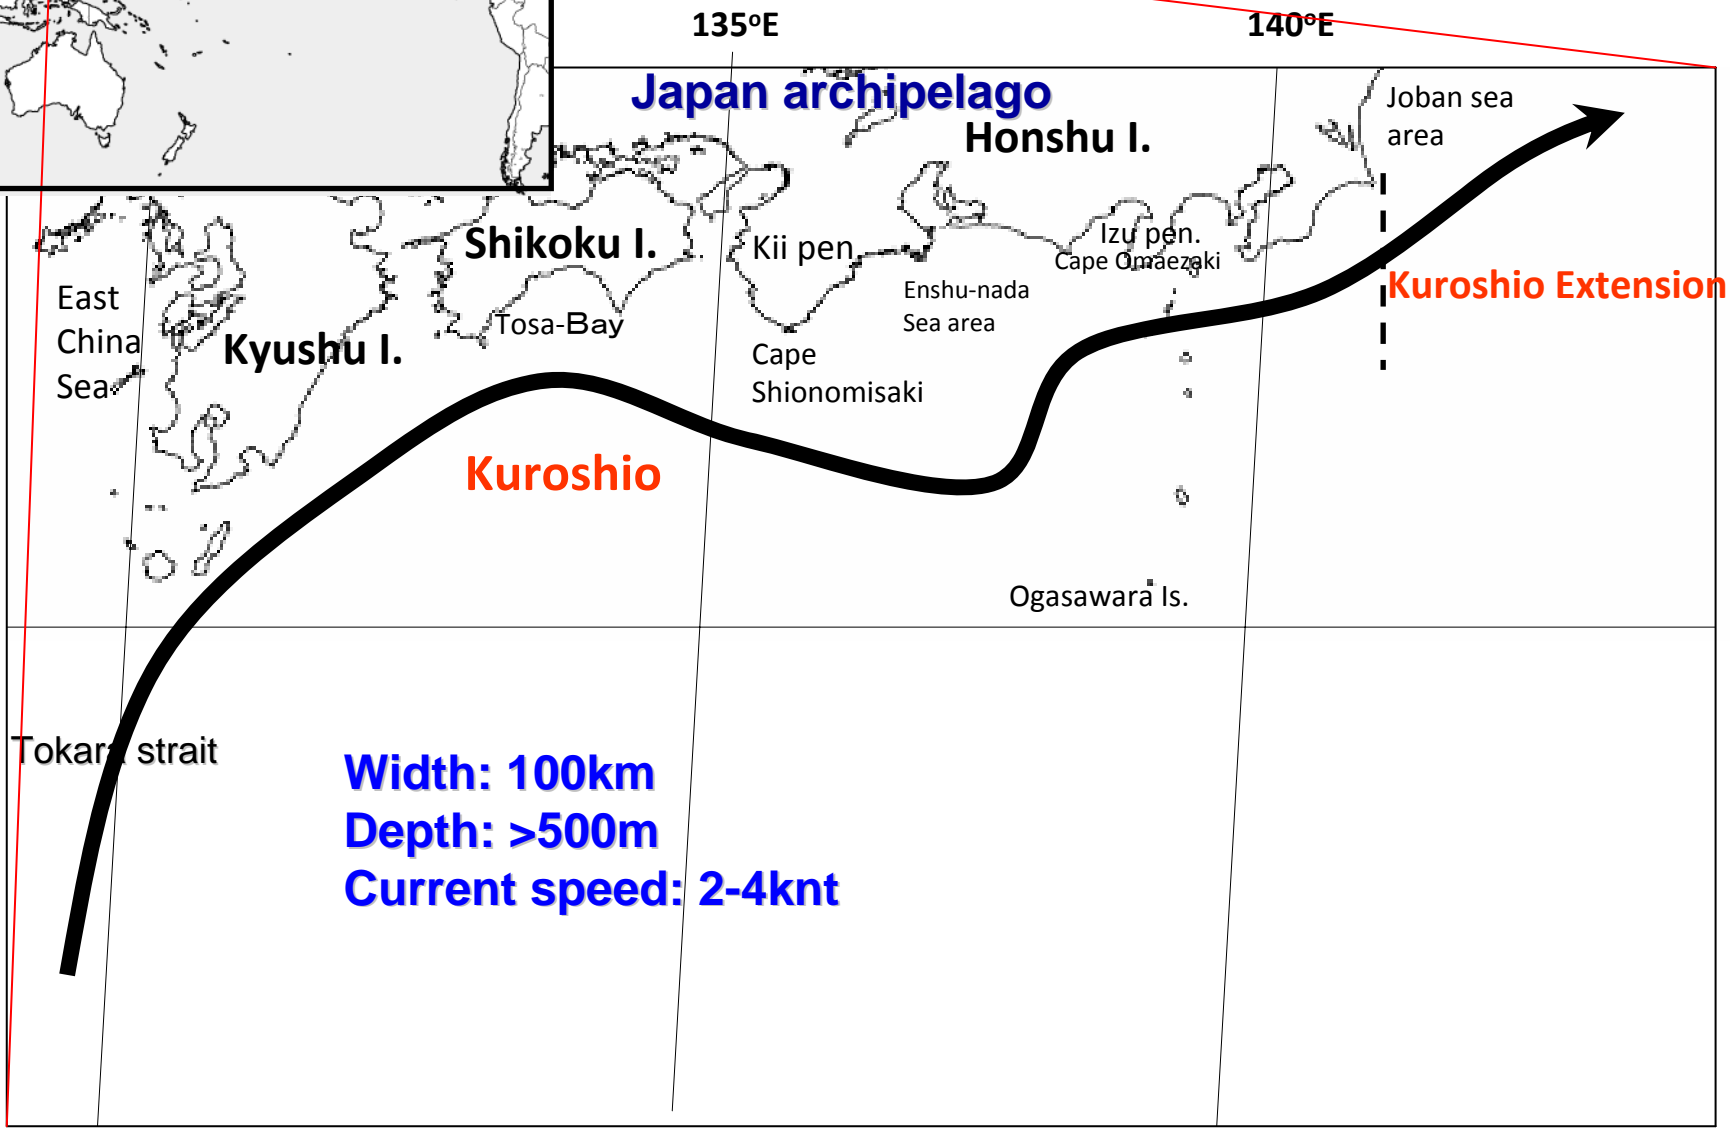 135ºE
140ºE
Japan archipelago
Honshu I.
Joban sea
area
Shikoku I.
Kii pen.
Izu pen.
Cape Omaezaki
East
China
Sea
Kyushu I.
Tosa-Bay
Enshu-nada
Sea area
Kuroshio Extension
Cape
Shionomisaki
Kuroshio
Ogasawara Is.
Tokara strait
Width: 100km
Depth: >500m
Current speed: 2-4knt